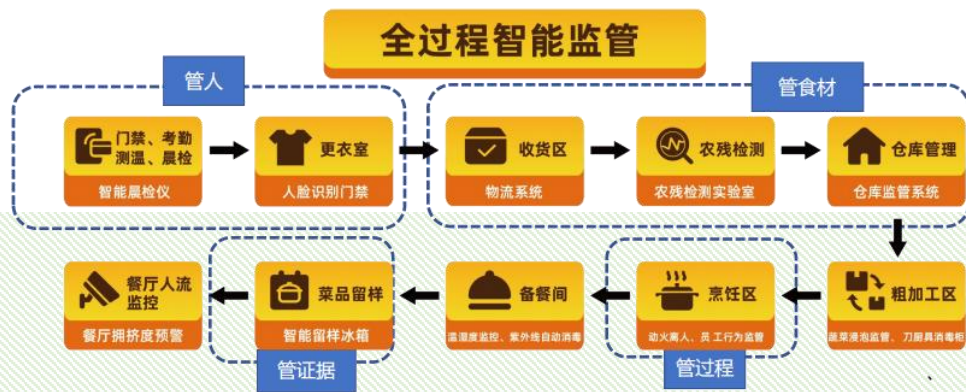 全过程智能监管
管人
管食材
门禁、考勤
测温、晨检
智能晨检仪
更衣室
人脸识别门禁
收货区
物流系统
农残检测
农残检测实验室
仓库管理
仓库监管系统
餐厅人流
监控
餐厅拥挤度预警
菜品留样
智能留样冰箱
备餐间
温湿度监控、紫外线自动消毒
烹饪区
动火离人、员工行为监管
粗加工区
蔬菜浸泡监管、刀厨具消毒柜
管证据
管过程
、